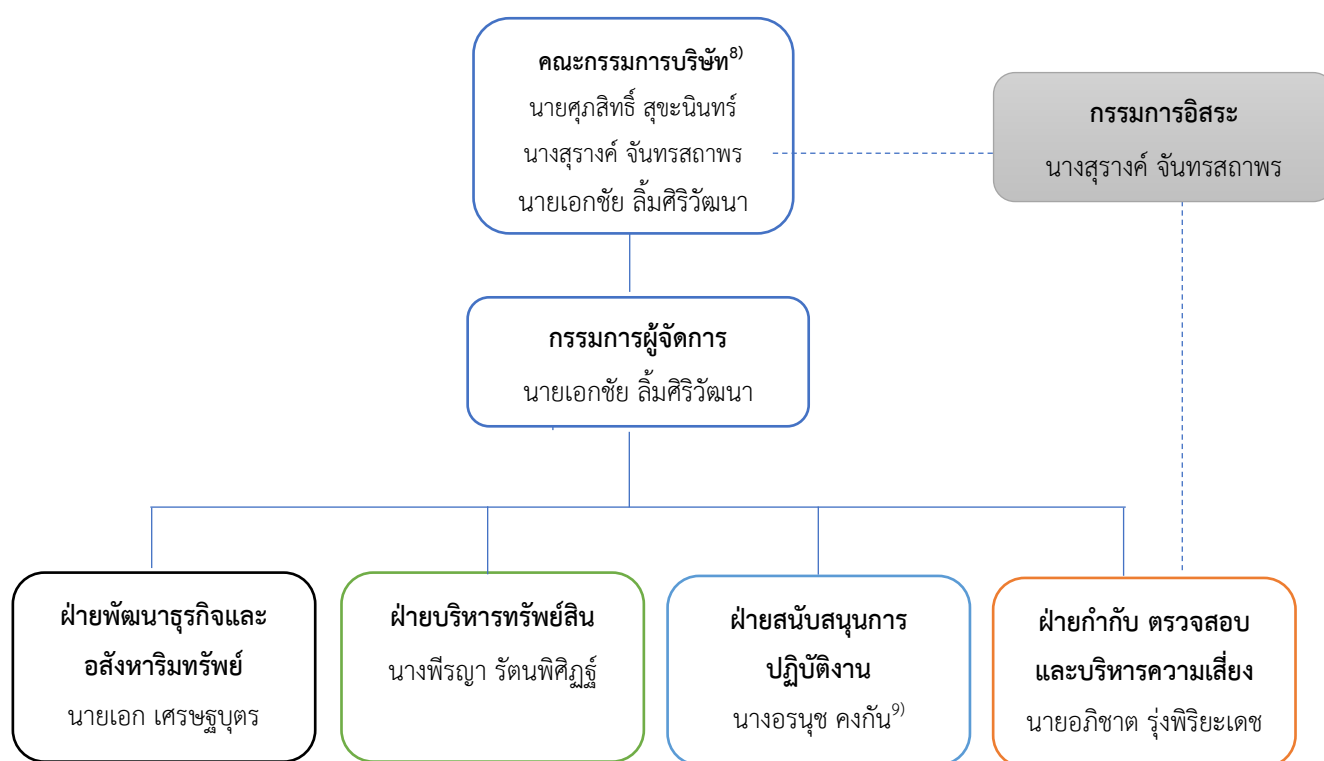 คณะกรรมการบริษัท8)
นายศุภสิทธิ์ สุขะนินทร์
นางสุรางค์ จันทรสถาพร
นายเอกชัย ลิ้มศิริวัฒนา
กรรมการอิสระ
นางสุรางค์ จันทรสถาพร
กรรมการผู้จัดการ
นายเอกชัย ลิ้มศิริวัฒนา
ฝ่ายพัฒนาธุรกิจและ
อสังหาริมทรัพย์
นายเอก เศรษฐบุตร
ฝ่ายบริหารทรัพย์สิน
นางพีรญา รัตนพิศิฏฐ์
ฝ่ายสนับสนุนการ
ปฏิบัติงาน
นางอรนุช คงกัน9)
ฝ่ายกำกับ ตรวจสอบ
และบริหารความเสี่ยง
นายอภิชาต รุ่งพิริยะเดช